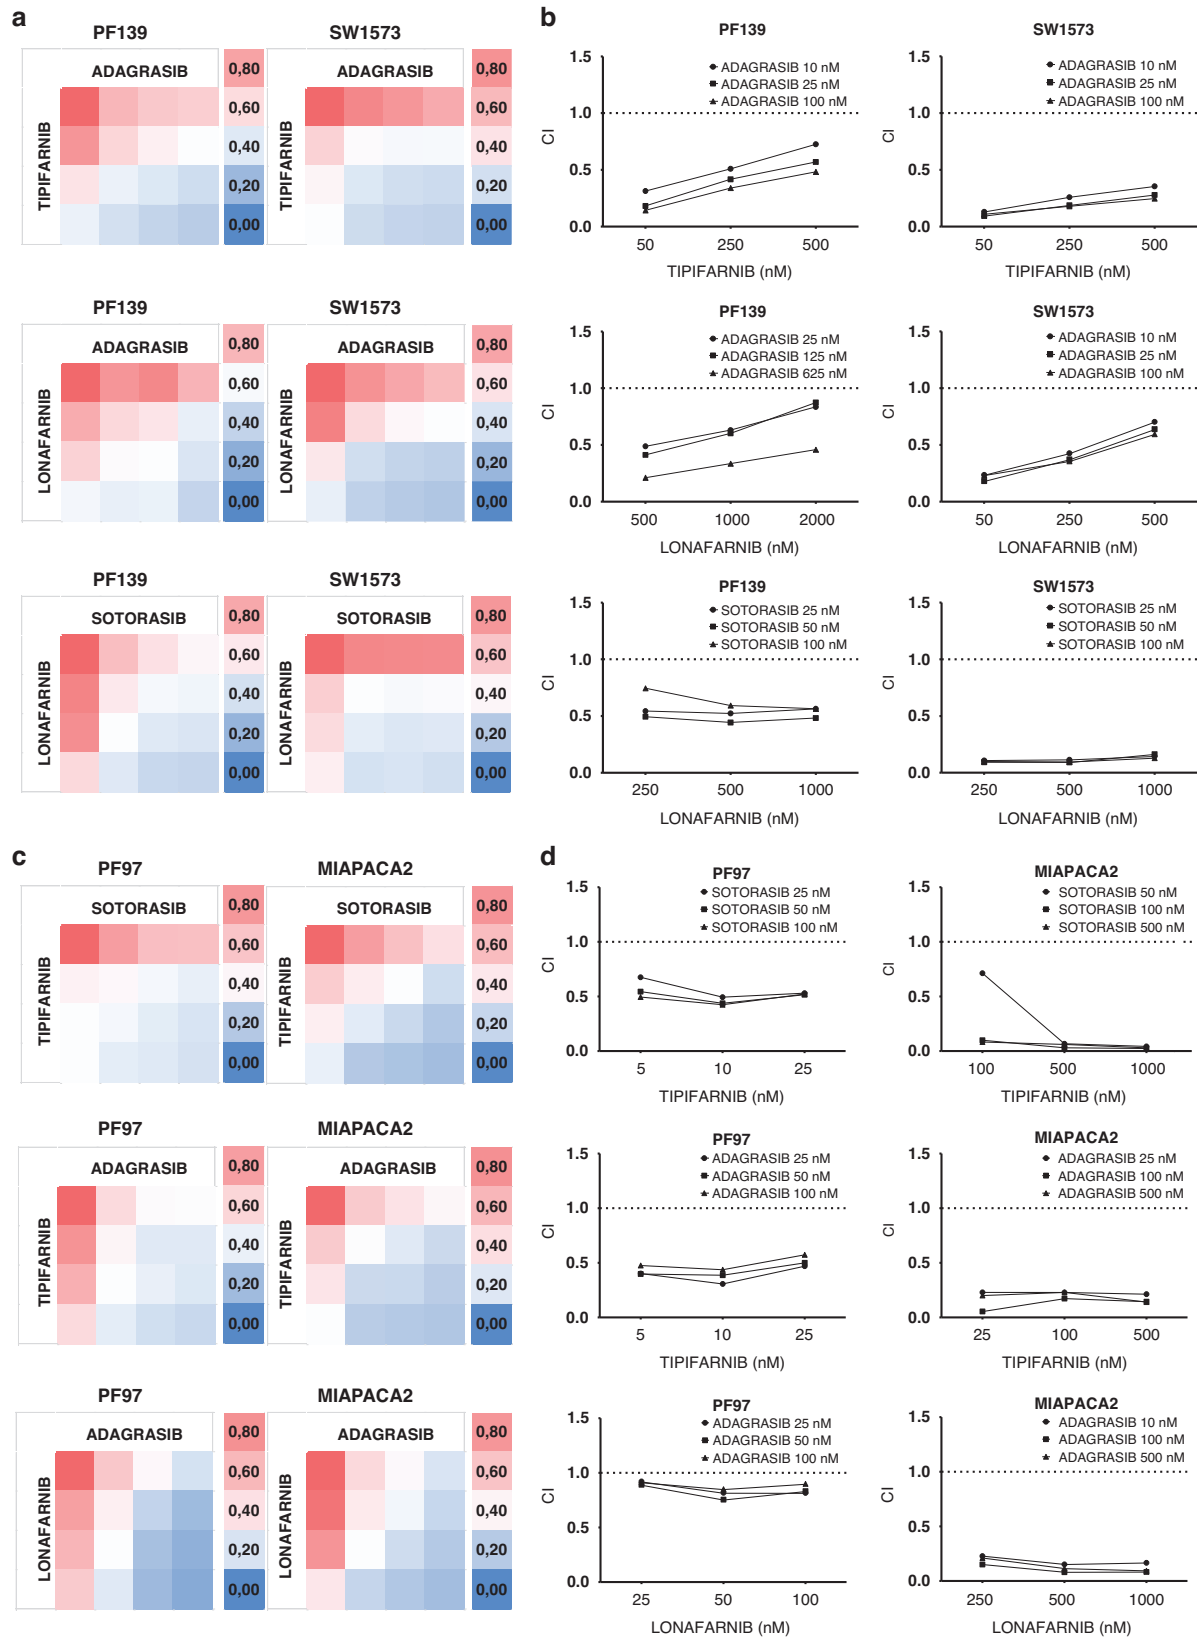 a
PF139
SW1573
ADAGRASIB
0,80
ADAGRASIB
0,80
TIPIFARNIB
0,60
0,40
0,20
0,00
TIPIFARNIB
0,60
0,40
0,20
0,00
PF139
SW1573
ADAGRASIB
0,80
ADAGRASIB
0,80
LONAFARNIB
0,60
0,40
0,20
0,00
LONAFARNIB
0,60
0,40
0,20
0,00
PF139
SW1573
SOTORASIB
0,80
SOTORASIB
0,80
LONAFARNIB
0,60
0,40
0,20
0,00
LONAFARNIB
0,60
0,40
0,20
0,00
b
PF139
1.5
1.0
0.5
0.0
CI
ADAGRASIB 10 nM
ADAGRASIB 25 nM
ADAGRASIB 100 nM
50 250 500
TIPIFARNIB (nM)
SW1573
1.5
1.0
0.5
0.0
CI
ADAGRASIB 10 nM
ADAGRASIB 25 nM
ADAGRASIB 100 nM
50 250 500
TIPIFARNIB (nM)
PF139
1.5
1.0
0.5
0.0
CI
ADAGRASIB 25 nM
ADAGRASIB 125 nM
ADAGRASIB 625 nM
500 1000 2000
LONAFARNIB (nM)
SW1573
1.5
1.0
0.5
0.0
CI
ADAGRASIB 10 nM
ADAGRASIB 25 nM
ADAGRASIB 100 nM
50 250 500
LONAFARNIB (nM)
PF139
1.5
1.0
0.5
0.0
CI
SOTORASIB 25 nM
SOTORASIB 50 nM
SOTORASIB 100 nM
250 500 1000
LONAFARNIB (nM)
SW1573
1.5
1.0
0.5
0.0
CI
SOTORASIB 25 nM
SOTORASIB 50 nM
SOTORASIB 100 nM
250 500 1000
LONAFARNIB (nM)
c
PF97
MIAPACA2
SOTORASIB
0,80
SOTORASIB
0,80
TIPIFARNIB
0,60
0,40
0,20
0,00
TIPIFARNIB
0,60
0,40
0,20
0,00
PF97
MIAPACA2
ADAGRASIB
0,80
ADAGRASIB
0,80
TIPIFARNIB
0,60
0,40
0,20
0,00
TIPIFARNIB
0,60
0,40
0,20
0,00
PF97
MIAPACA2
ADAGRASIB
0,80
ADAGRASIB
0,80
LONAFARNIB
0,60
0,40
0,20
0,00
LONAFARNIB
0,60
0,40
0,20
0,00
d
PF97
1.5
1.0
0.5
0.0
CI
SOTORASIB 25 nM
SOTORASIB 50 nM
SOTORASIB 100 nM
5 10 25
TIPIFARNIB (nM)
MIAPACA2
1.5
1.0
0.5
0.0
CI
SOTORASIB 50 nM
SOTORASIB 100 nM
SOTORASIB 500 nM
100 500 1000
TIPIFARNIB (nM)
PF97
1.5
1.0
0.5
0.0
CI
ADAGRASIB 25 nM
ADAGRASIB 50 nM
ADAGRASIB 100 nM
5 10 25
TIPIFARNIB (nM)
MIAPACA2
1.5
1.0
0.5
0.0
CI
ADAGRASIB 25 nM
ADAGRASIB 100 nM
ADAGRASIB 500 nM
25 100 500
TIPIFARNIB (nM)
PF97
1.5
1.0
0.5
0.0
CI
ADAGRASIB 25 nM
ADAGRASIB 50 nM
ADAGRASIB 100 nM
25 50 100
LONAFARNIB (nM)
MIAPACA2
1.5
1.0
0.5
0.0
CI
ADAGRASIB 10 nM
ADAGRASIB 100 nM
ADAGRASIB 500 nM
250 500 1000
LONAFARNIB (nM)